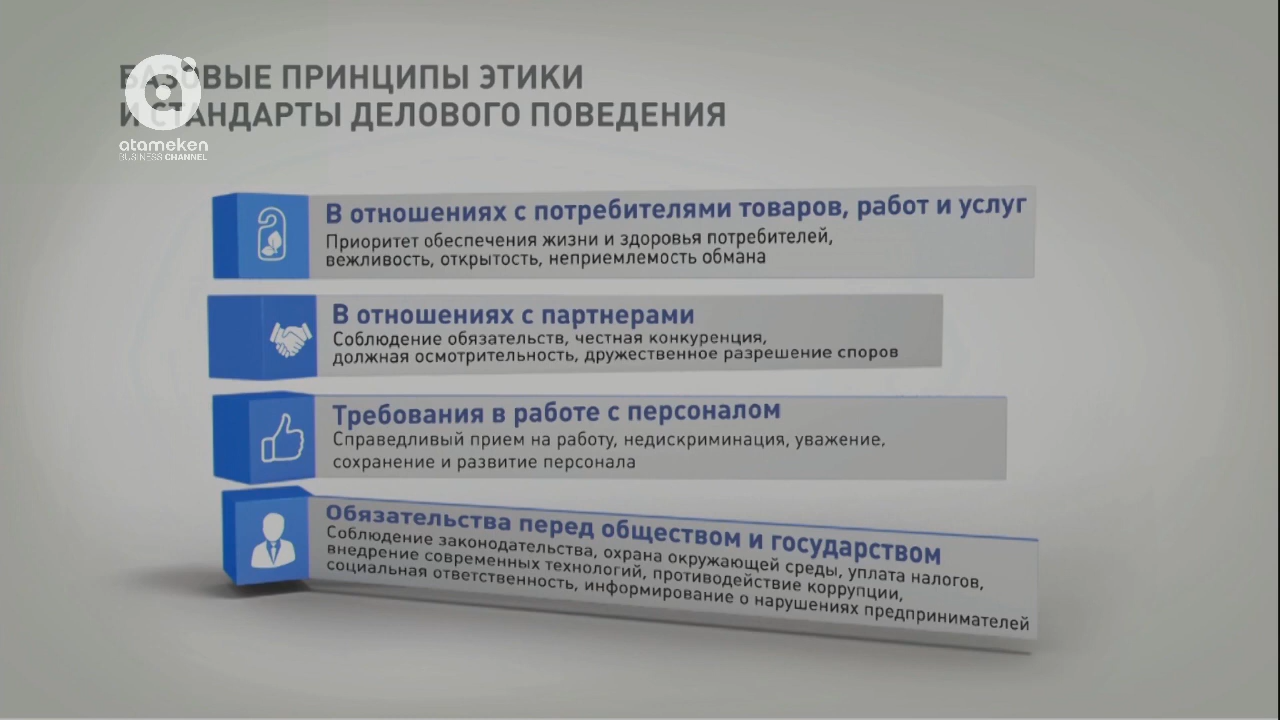 БАЗОВЫЕ ПРИНЦИПЫ ЭТИКИ
И СТАНДАРТЫ ДЕЛОВОГО ПОВЕДЕНИЯ
atameken
BUSINESS CHANNEL
В отношениях с потребителями товаров, работ и услуг
Приоритет обеспечения жизни и здоровья потребителей,
вежливость, открытость, неприемлемость обмана
В отношениях с партнерами
Соблюдение обязательств, честная конкуренция,
должная осмотрительность, дружественное разрешение споров
Требования в работе с персоналом
Справедливый прием на работу, недискриминация, уважение,
сохранение и развитие персонала
Обязательства перед обществом и государством
Соблюдение законодательства, охрана окружающей среды, уплата налогов,
внедрение современных технологий, противодействие коррупции,
социальная ответственность, информирование о нарушениях предпринимателей